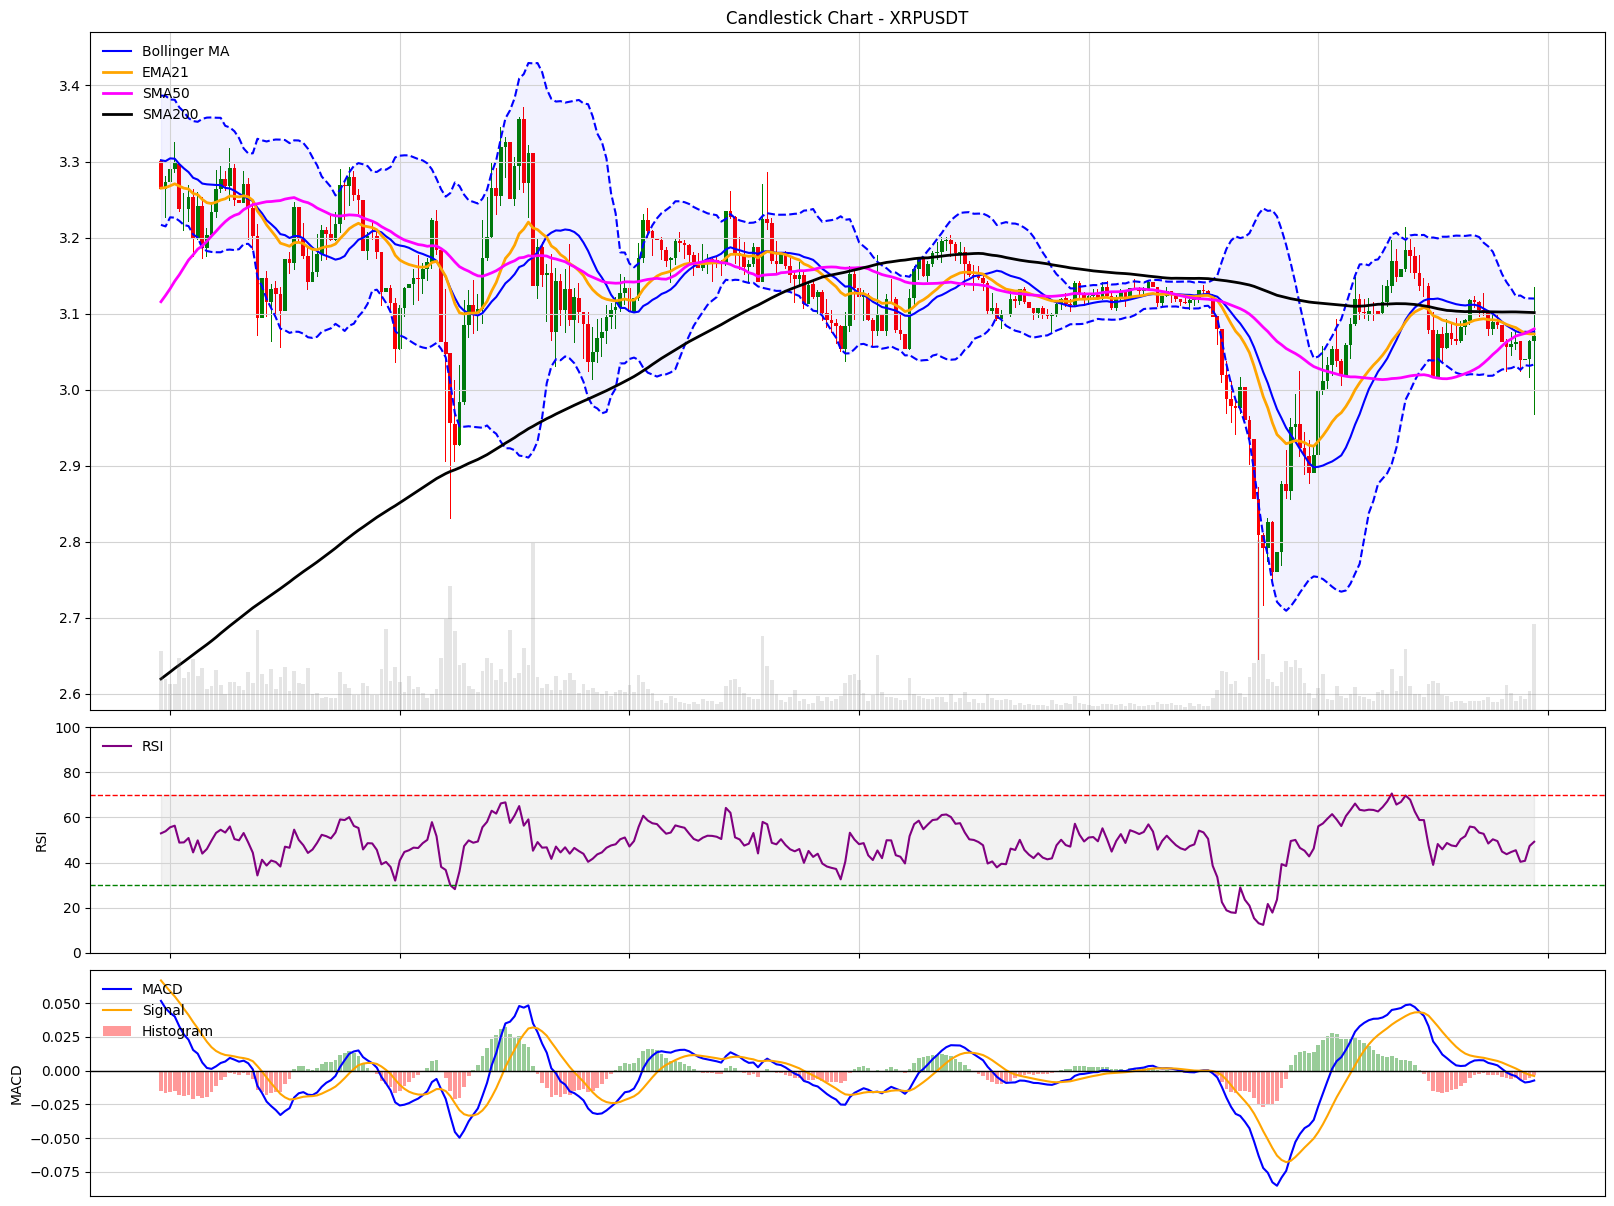 Candlestick Chart - XRPUSDT
Bollinger MA
EMA21
SMA50
SMA200
3.4
3.3
3.2
3.1
3.0
2.9
2.8
2.7
2.6
RSI
100
80
60
40
20
0
RSI
MACD
Signal
Histogram
0.050
0.025
0.000
−0.025
−0.050
−0.075
MACD